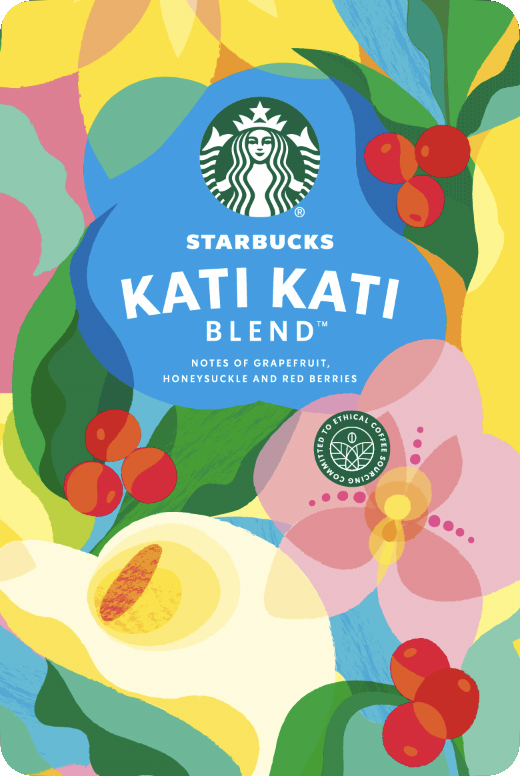 ®
STARBUCKS
KATI KATI
BLEND™
NOTES OF GRAPEFRUIT,
HONEYSUCKLE AND RED BERRIES
COMMITTED TO ETHICAL COFFEE SOURCING